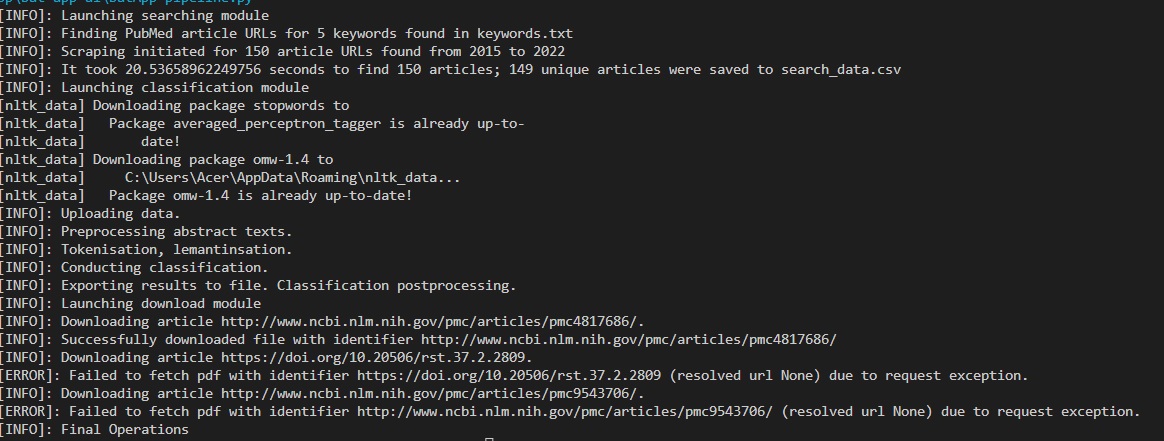 [INFO]: Launching searching module
[INFO]: Finding PubMed article URLs for 5 keywords found in keywords.txt
[INFO]: Scraping initiated for 150 article URLs found from 2015 to 2022
[INFO]: It took 20.53658962249756 seconds to find 150 articles; 149 unique articles were saved to search_data.csv
[INFO]: Launching classification module
[nltk_data] Downloading package stopwords to
[nltk_data]   Package averaged_perceptron_tagger is already up-to-
[nltk_data]       date!
[nltk_data] Downloading package omw-1.4 to
[nltk_data]     C:\Users\Acer\AppData\Roaming\nltk_data...
[nltk_data]   Package omw-1.4 is already up-to-date!
[INFO]: Uploading data.
[INFO]: Preprocessing abstract texts.
[INFO]: Tokenisation, lemantinsation.
[INFO]: Conducting classification.
[INFO]: Exporting results to file. Classification postprocessing.
[INFO]: Launching download module
[INFO]: Downloading article http://www.ncbi.nlm.nih.gov/pmc/articles/pmc4817686/.
[INFO]: Successfully downloaded file with identifier http://www.ncbi.nlm.nih.gov/pmc/articles/pmc4817686/
[INFO]: Downloading article https://doi.org/10.20506/rst.37.2.2809.
[ERROR]: Failed to fetch pdf with identifier https://doi.org/10.20506/rst.37.2.2809 (resolved url None) due to request exception.
[INFO]: Downloading article http://www.ncbi.nlm.nih.gov/pmc/articles/pmc9543706/.
[ERROR]: Failed to fetch pdf with identifier http://www.ncbi.nlm.nih.gov/pmc/articles/pmc9543706/ (resolved url None) due to request exception.
[INFO]: Final Operations